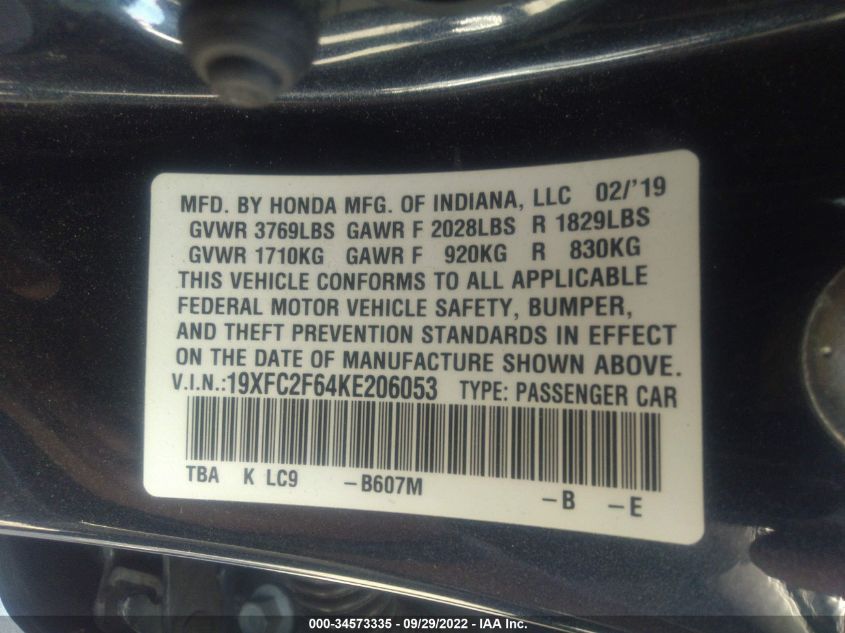 MFD. BY HONDA MFG. OF INDIANA, LLC 02/'19
GVWR 3769LBS GAWR F 2028LBS R 1829LBS
GVWR 1710KG GAWR F 920KG R 830KG
THIS VEHICLE CONFORMS TO ALL APPLICABLE
FEDERAL MOTOR VEHICLE SAFETY, BUMPER,
AND THEFT PREVENTION STANDARDS IN EFFECT
ON THE DATE OF MANUFACTURE SHOWN ABOVE.
V.I.N.:19XFC2F64KE206053 TYPE: PASSENGER CAR
TBA K LC9 -B607M -B -E
000-34573335 - 09/29/2022 - IAA Inc.